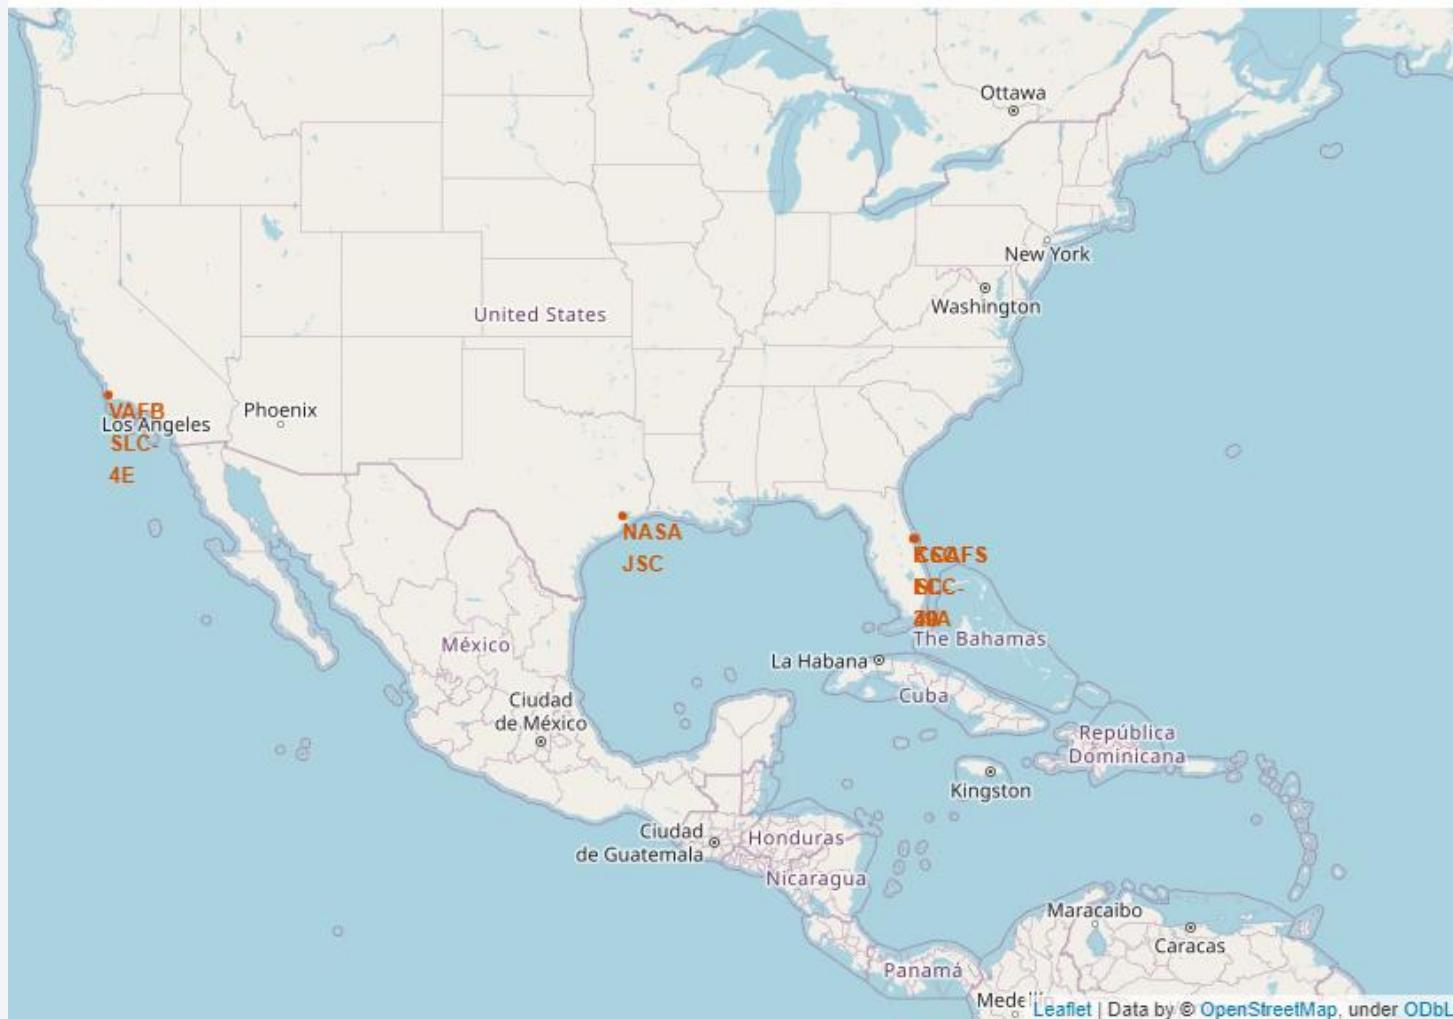 Ottawa
New York
Washington
United States
Phoenix
VAFB
Los Angeles
SLC-
4E
NASA
JSC
The Bahamas
La Habana
México
Cuba
Ciudad
de México
República
Dominicana
Kingston
Ciudad
de Guatemala
Honduras
Nicaragua
Maracaibo
Caracas
Panamá
Leaflet | Data by © OpenStreetMap, under ODbL